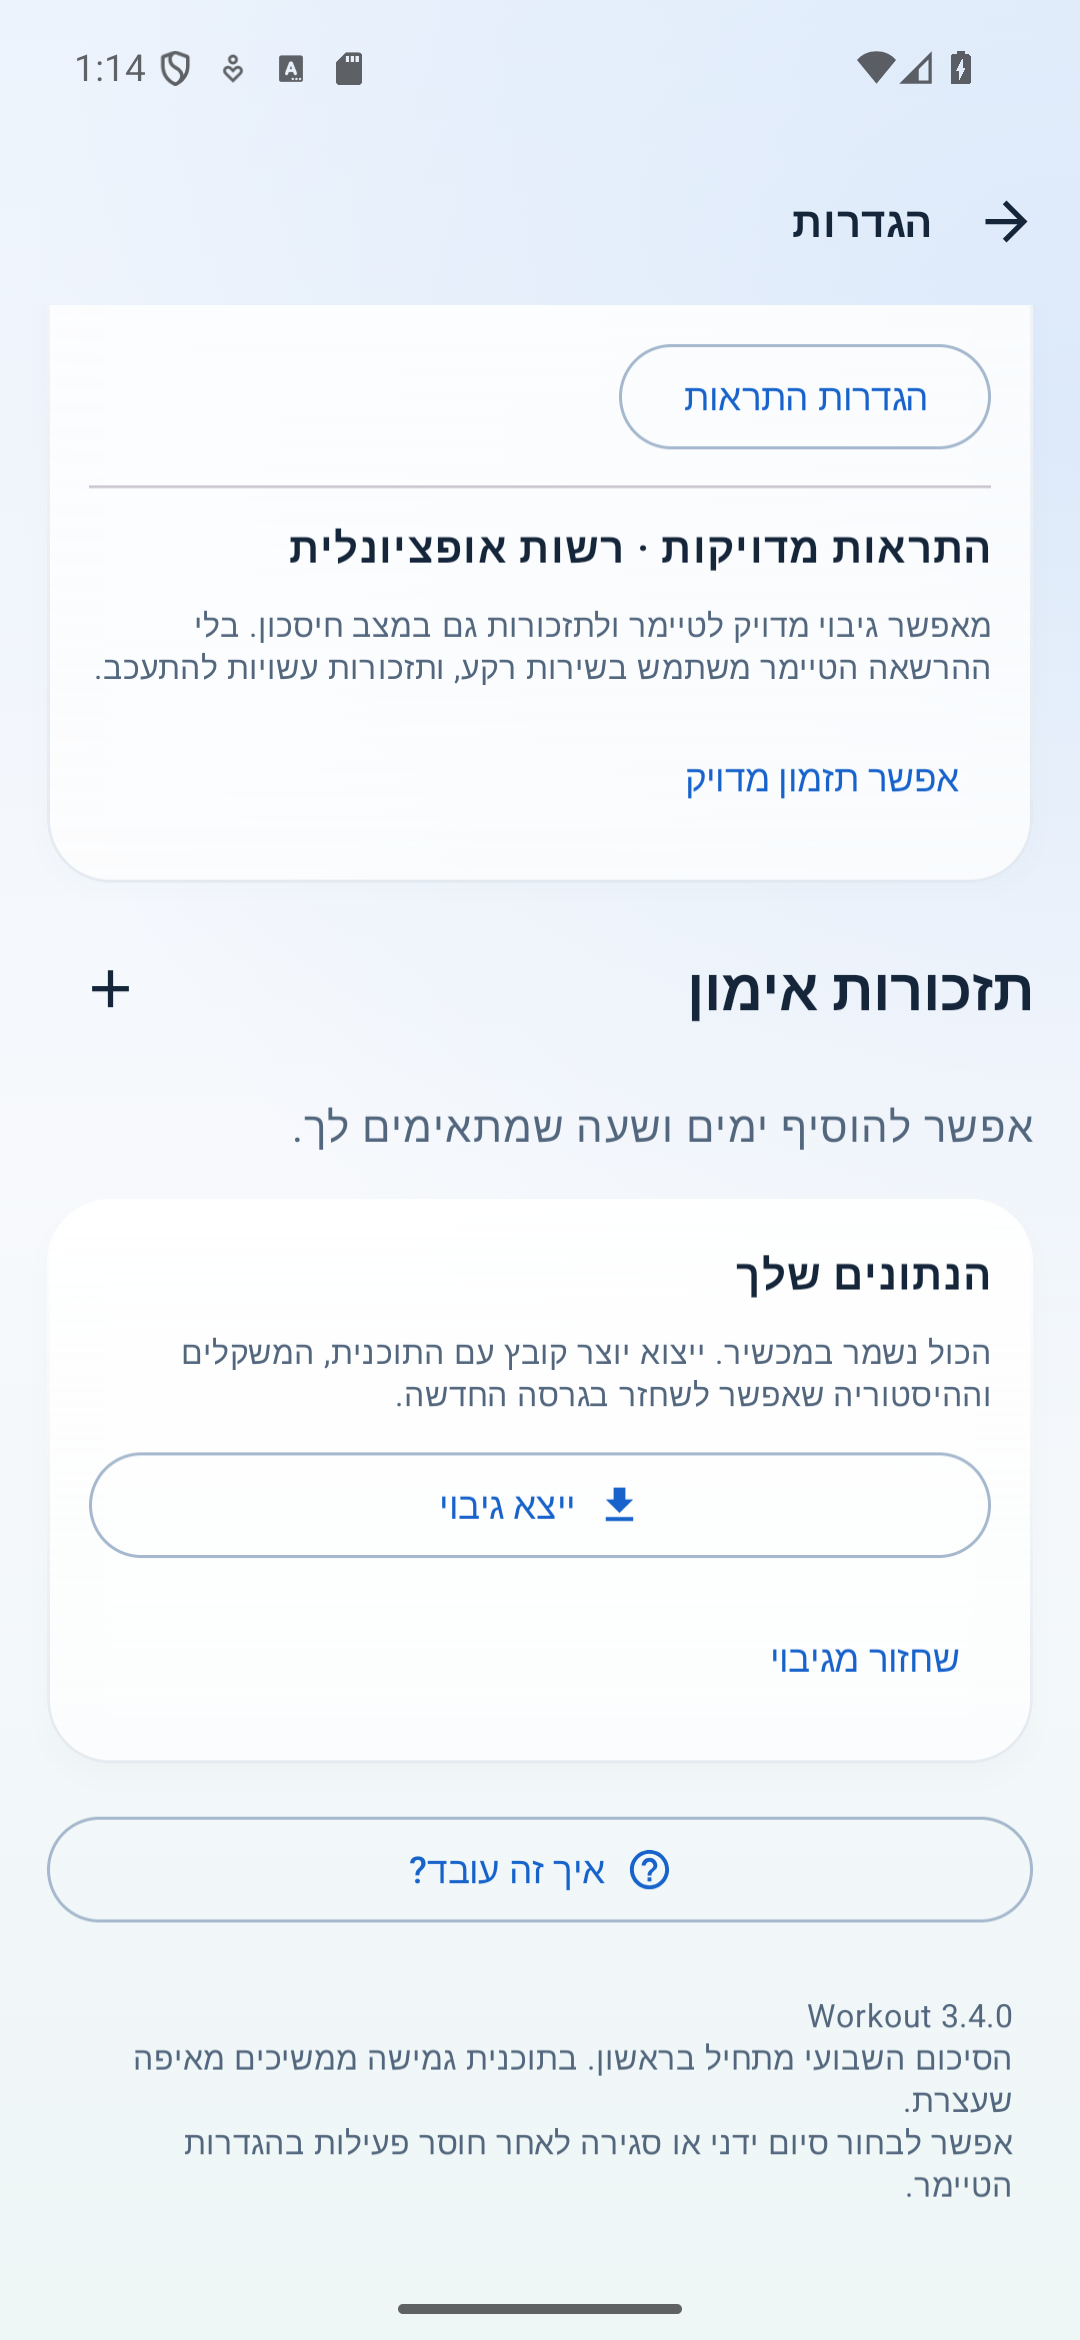 1:14
הגדרות
הגדרות התראות
התראות מדויקות · רשות אופציונלית
מאפשר גיבוי מדויק לטיימר ולתזכורות גם במצב חיסכון. בלי
ההרשאה הטיימר משתמש בשירות רקע, ותזכורות עשויות להתעכב.
אפשר תזמון מדויק
תזכורות אימון
אפשר להוסיף ימים ושעה שמתאימים לך.
הנתונים שלך
הכול נשמר במכשיר. ייצוא יוצר קובץ עם התוכנית, המשקלים
וההיסטוריה שאפשר לשחזר בגרסה החדשה.
ייצא גיבוי
שחזור מגיבוי
איך זה עובד?
Workout 3.4.0
הסיכום השבועי מתחיל בראשון. בתוכנית גמישה ממשיכים מאיפה
שעצרת.
אפשר לבחור סיום ידני או סגירה לאחר חוסר פעילות בהגדרות
הטיימר.